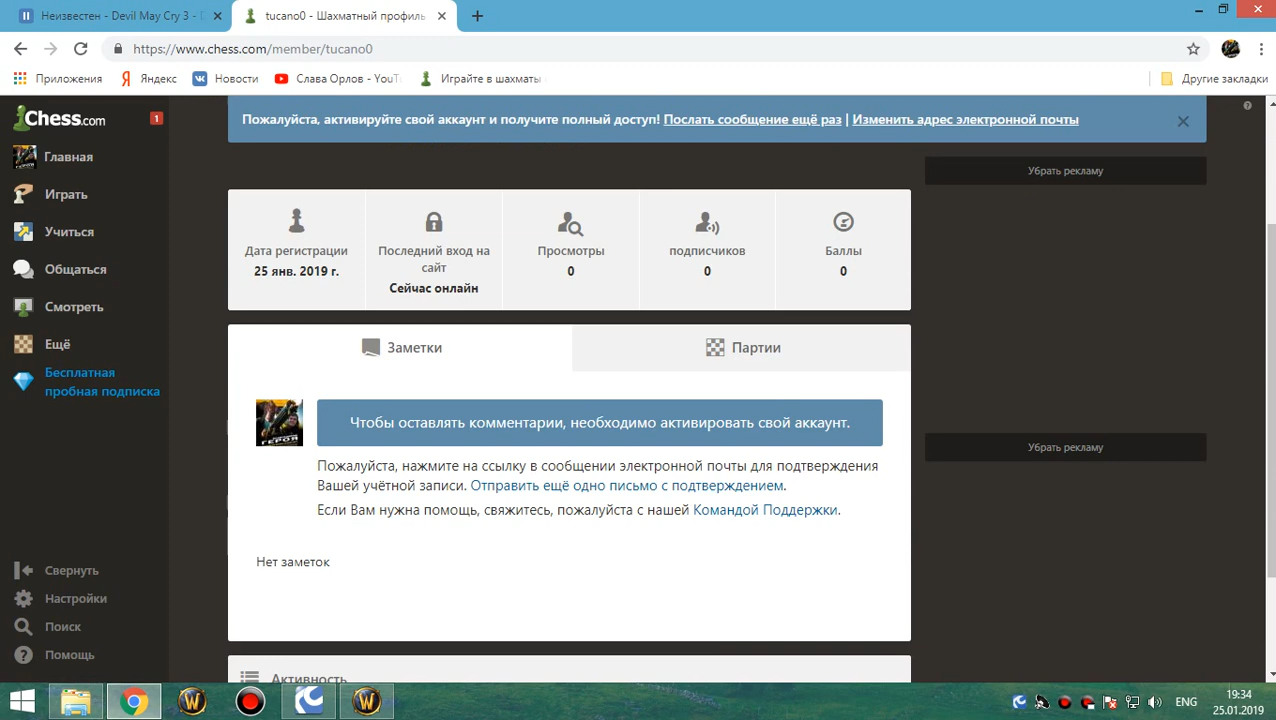 Неизвестен - Devil May Cry 3 -
tucano0 - Шахматный профиль
https://www.chess.com/member/tucano0
Приложения
Яндекс
Новости
Слава Орлов - YouT
Играйте в шахматы
Другие закладки
Chess.com
1
Пожалуйста, активируйте свой аккаунт и получите полный доступ! Послать сообщение ещё раз | Изменить адрес электронной почты
Главная
Играть
Учиться
Общаться
Смотреть
Ещё
Бесплатная
пробная подписка
Свернуть
Настройки
Поиск
Помощь
Дата регистрации
25 янв. 2019 г.
Последний вход на
сайт
Сейчас онлайн
Просмотры
0
подписчиков
0
Баллы
0
Убрать рекламу
Заметки
Партии
ГЕРОЯ
Чтобы оставлять комментарии, необходимо активировать свой аккаунт.
Пожалуйста, нажмите на ссылку в сообщении электронной почты для подтверждения
Вашей учётной записи. Отправить ещё одно письмо с подтверждением.
Если Вам нужна помощь, свяжитесь, пожалуйста с нашей Командой Поддержки.
Нет заметок
Убрать рекламу
Активность
ENG
19:34
25.01.2019